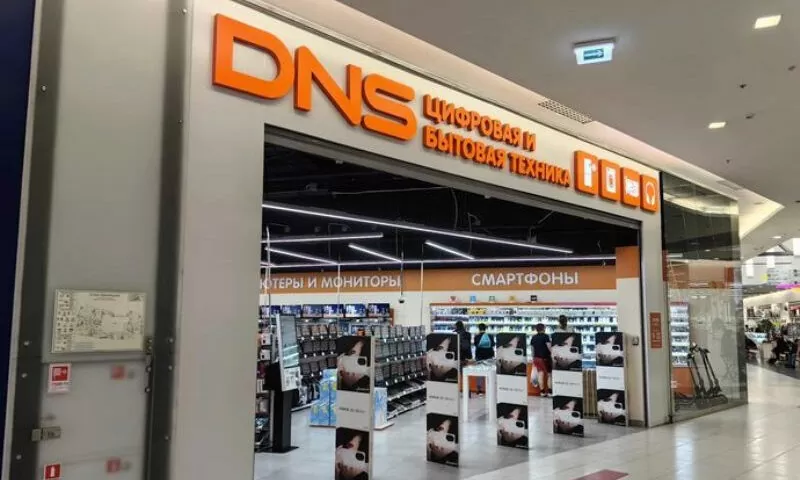 DNS
ЦИФРОВАЯ И
БЫТОВАЯ ТЕХНИКА
ЮТЕРЫ И МОНИТОРЫ
СМАРТФОНЫ